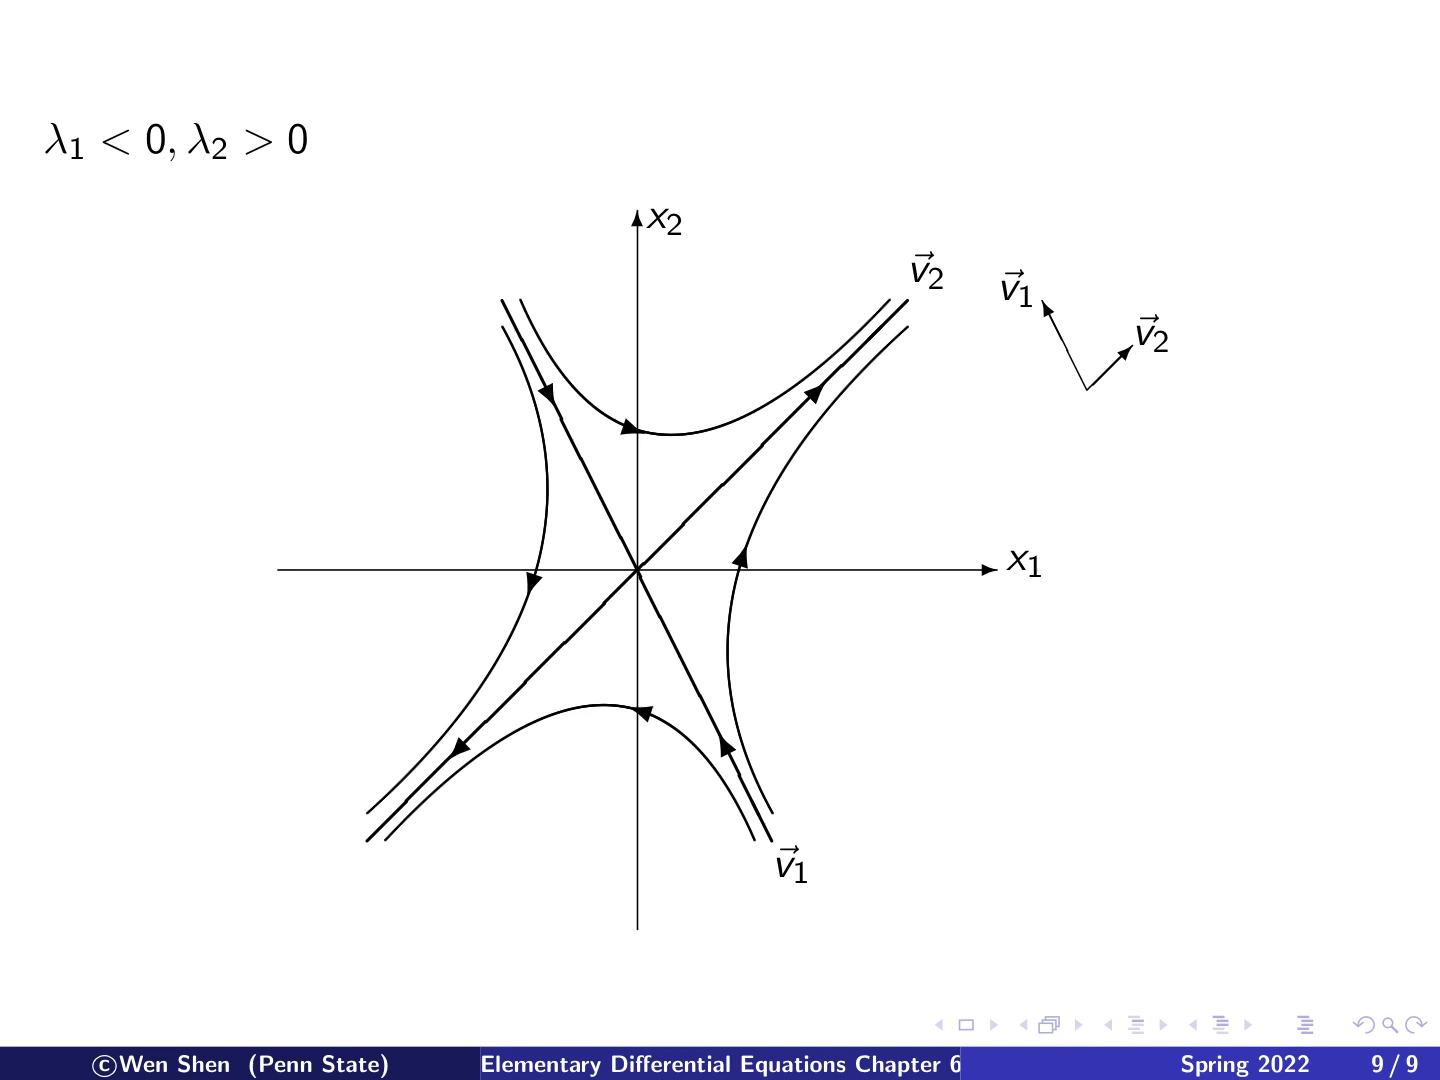 λ₁ < 0, λ₂ > 0
x₂
v⃗₂
v⃗₁
v⃗₂
x₁
v⃗₁
©Wen Shen (Penn State)
Elementary Differential Equations Chapter 6
Spring 2022
9 / 9